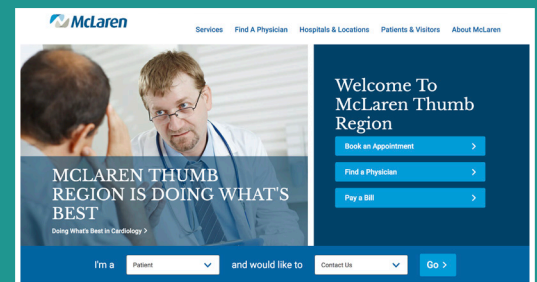 McLaren
Services Find A Physician Hospitals & Locations Patients & Visitors About McLaren
MCLAREN THUMB
REGION IS DOING WHAT'S
BEST
Doing What's Best in Cardiology >
Welcome To
McLaren Thumb
Region
Book an Appointment >
Find a Physician >
Pay a Bill >
I'm a Patient and would like to Contact Us Go >